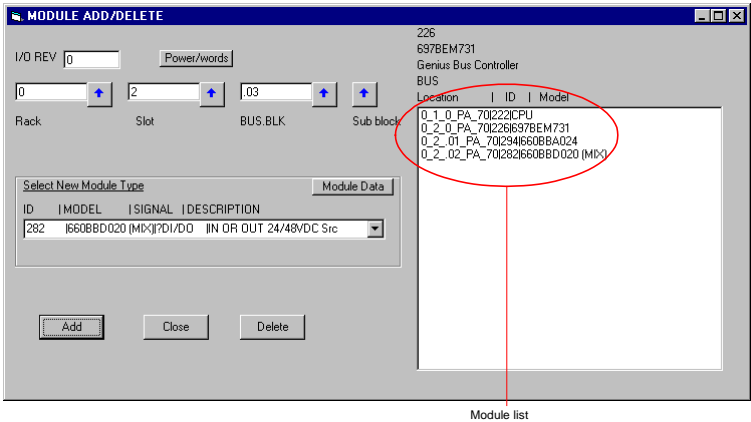 MODULE ADD/DELETE
226
697BEM731
Genius Bus Controller
BUS
Location | ID | Model
I/O REV 0 Power/words
0 2 .03
Rack Slot BUS.BLK Sub block
0_1_0_PA_70|222|CPU
0_2_0_PA_70|226|697BEM731
0_2_.01_PA_70|294|660BBA024
0_2_.02_PA_70|282|660BBD020 (MIX)
Select New Module Type Module Data
ID |MODEL |SIGNAL |DESCRIPTION
282 |660BBD020 (MIX)|?DI/DO |IN OR OUT 24/48VDC Src
Add Close Delete
Module list